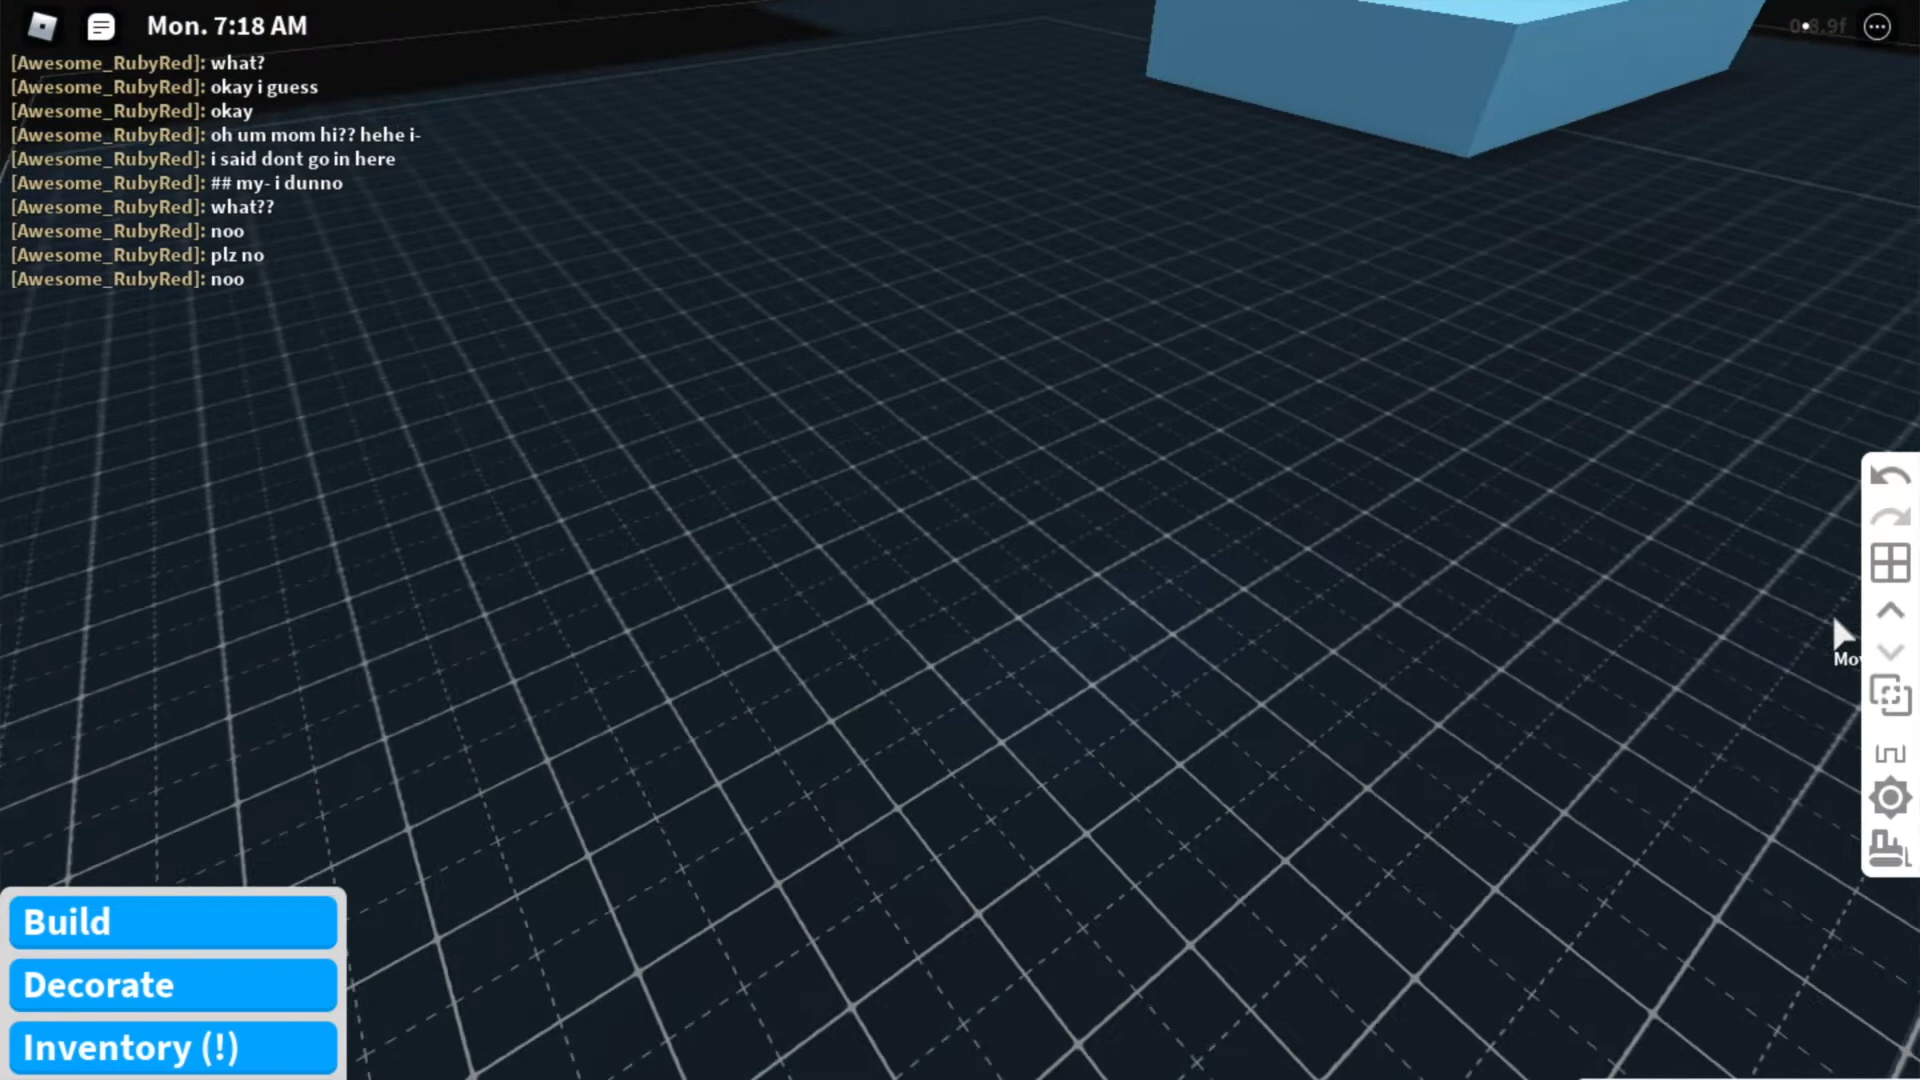 Mon. 7:18 AM
[Awesome_RubyRed]: what?
[Awesome_RubyRed]: okay i guess
[Awesome_RubyRed]: okay
[Awesome_RubyRed]: oh um mom hi?? hehe i-
[Awesome_RubyRed]: i said dont go in here
[Awesome_RubyRed]: ## my- i dunno
[Awesome_RubyRed]: what??
[Awesome_RubyRed]: noo
[Awesome_RubyRed]: plz no
[Awesome_RubyRed]: noo
Build
Decorate
Inventory (!)